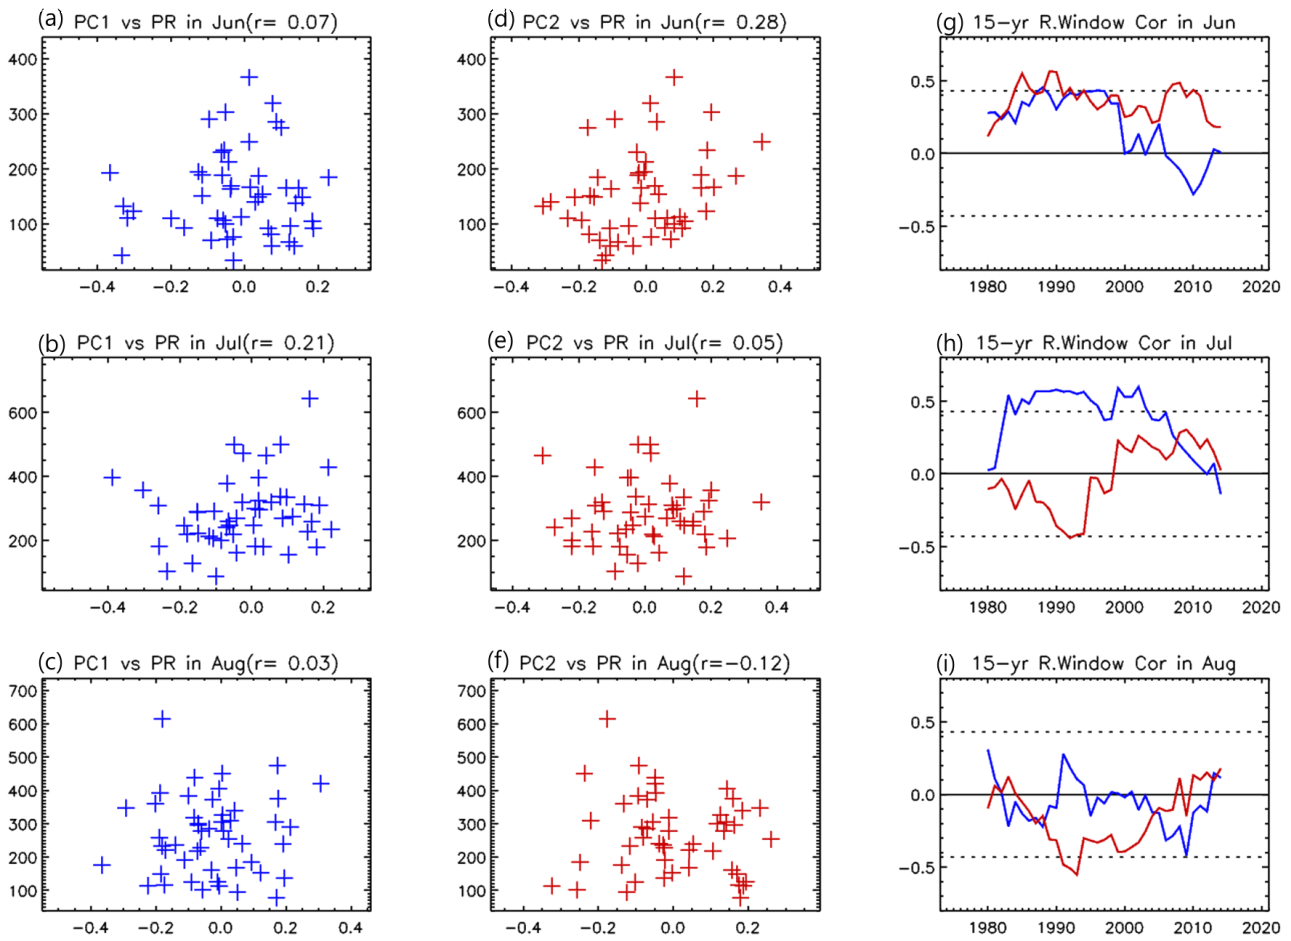 (a) PC1 vs PR in Jun(r= 0.07)
400
300
200
100
−0.4 −0.2 0.0 0.2
(d) PC2 vs PR in Jun(r= 0.28)
400
300
200
100
−0.4 −0.2 0.0 0.2 0.4
(g) 15−yr R.Window Cor in Jun
0.5
0.0
−0.5
1980 1990 2000 2010 2020
(b) PC1 vs PR in Jul(r= 0.21)
600
400
200
−0.4 −0.2 0.0 0.2
(e) PC2 vs PR in Jul(r= 0.05)
600
400
200
−0.4 −0.2 0.0 0.2 0.4
(h) 15−yr R.Window Cor in Jul
0.5
0.0
−0.5
1980 1990 2000 2010 2020
(c) PC1 vs PR in Aug(r= 0.03)
700
600
500
400
300
200
100
−0.4 −0.2 0.0 0.2 0.4
(f) PC2 vs PR in Aug(r=−0.12)
700
600
500
400
300
200
100
−0.4 −0.2 0.0 0.2
(i) 15−yr R.Window Cor in Aug
0.5
0.0
−0.5
1980 1990 2000 2010 2020